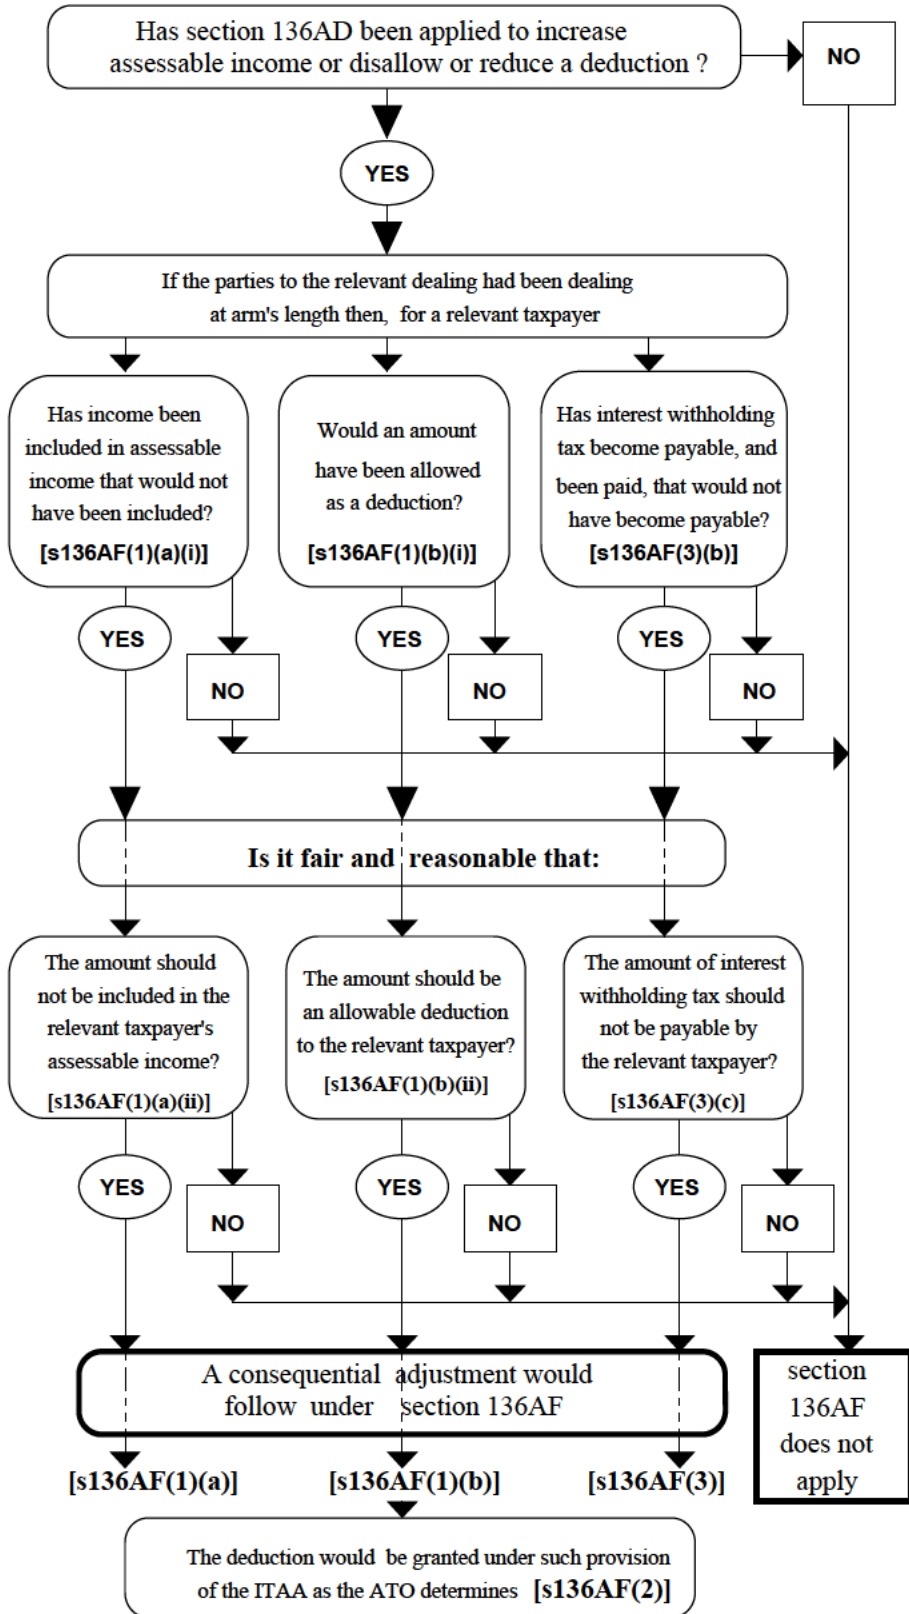 Has section 136AD been applied to increase
assessable income or disallow or reduce a deduction ?
NO
YES
If the parties to the relevant dealing had been dealing
at arm's length then, for a relevant taxpayer
Has income been
included in assessable
income that would not
have been included?
[s136AF(1)(a)(i)]
Would an amount
have been allowed
as a deduction?
[s136AF(1)(b)(i)]
Has interest withholding
tax become payable, and
been paid, that would not
have become payable?
[s136AF(3)(b)]
YES
NO
YES
NO
YES
NO
Is it fair and reasonable that:
The amount should
not be included in the
relevant taxpayer's
assessable income?
[s136AF(1)(a)(ii)]
The amount should be
an allowable deduction
to the relevant taxpayer?
[s136AF(1)(b)(ii)]
The amount of interest
withholding tax should
not be payable by
the relevant taxpayer?
[s136AF(3)(c)]
YES
NO
YES
NO
YES
NO
A consequential adjustment would
follow under section 136AF
section
136AF
does not
apply
[s136AF(1)(a)]
[s136AF(1)(b)]
[s136AF(3)]
The deduction would be granted under such provision
of the ITAA as the ATO determines [s136AF(2)]